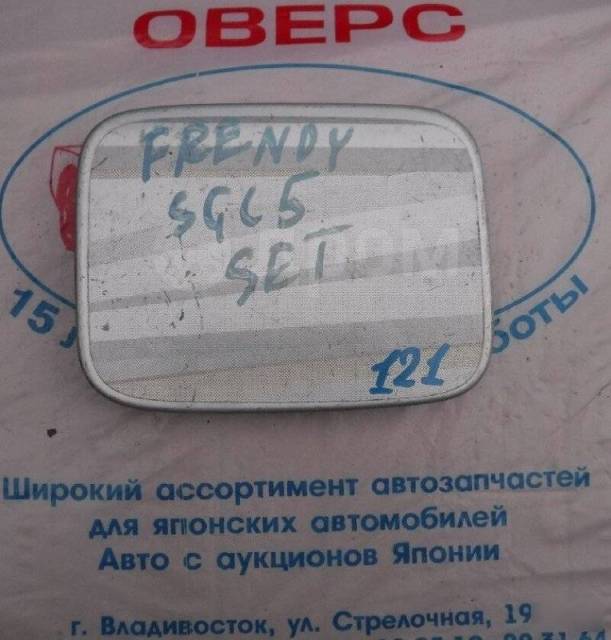 ОВЕРС
FRENDY
SGL5
SET
121
15
боты
Широкий ассортимент автозапчастей
для японских автомобилей
Авто с аукционов Японии
г. Владивосток, ул. Стрелочная, 19